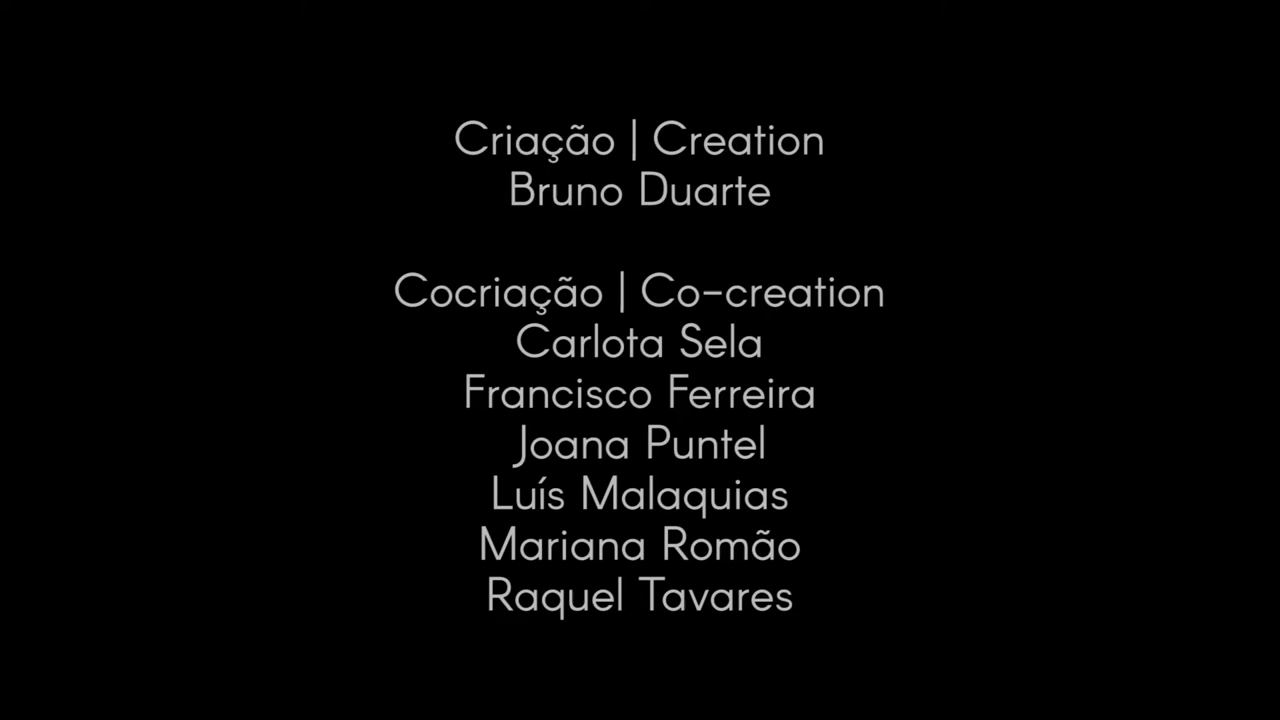 Criação | Creation
Bruno Duarte
Cocriação | Co-creation
Carlota Sela
Francisco Ferreira
Joana Puntel
Luís Malaquias
Mariana Romão
Raquel Tavares